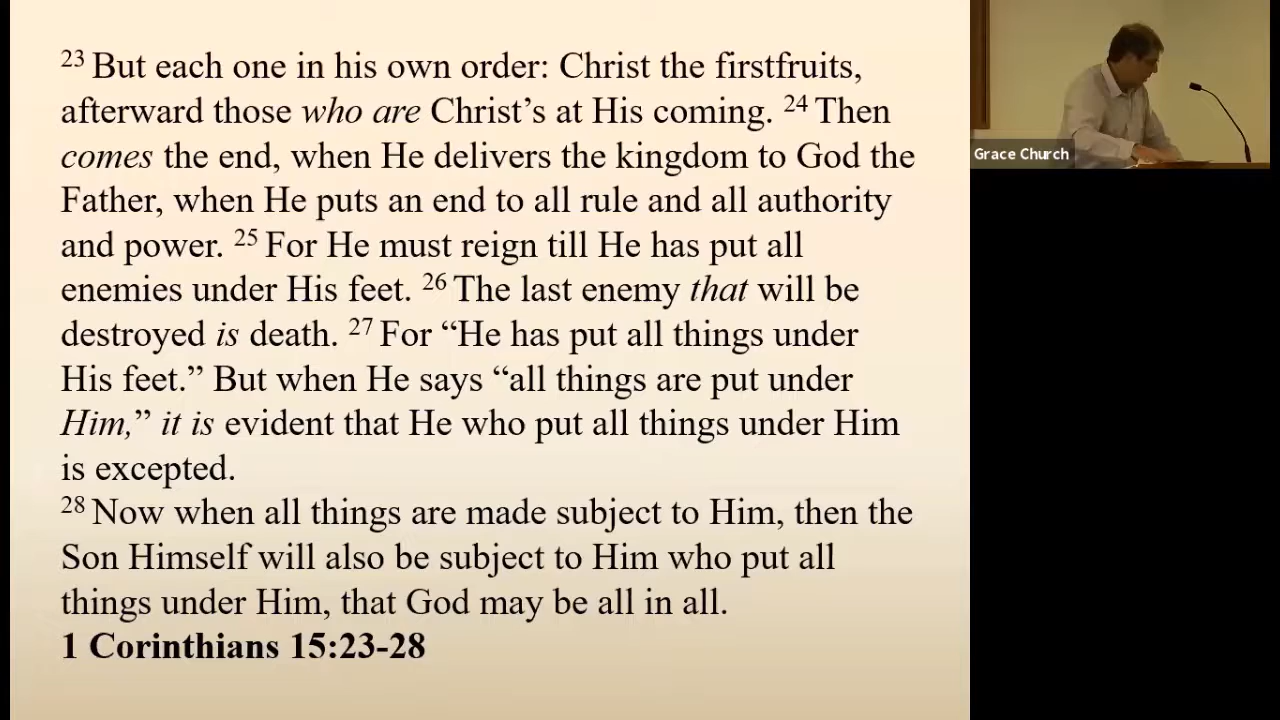 23 But each one in his own order: Christ the firstfruits,
afterward those who are Christ’s at His coming. 24 Then
comes the end, when He delivers the kingdom to God the
Father, when He puts an end to all rule and all authority
and power. 25 For He must reign till He has put all
enemies under His feet. 26 The last enemy that will be
destroyed is death. 27 For “He has put all things under
His feet.” But when He says “all things are put under
Him,” it is evident that He who put all things under Him
is excepted.
28 Now when all things are made subject to Him, then the
Son Himself will also be subject to Him who put all
things under Him, that God may be all in all.
1 Corinthians 15:23-28
Grace Church